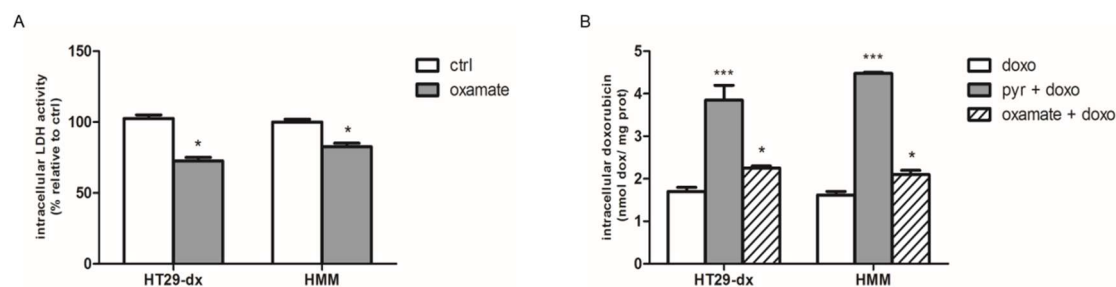 A
intracellular LDH activity
(% relative to ctrl)
150
100
50
0
*
*
HT29-dx
HMM
ctrl
oxamate
B
intracellular doxorubicin
(nmol dox/ mg prot)
5
4
3
2
1
0
***
*
***
*
HT29-dx
HMM
doxo
pyr + doxo
oxamate + doxo